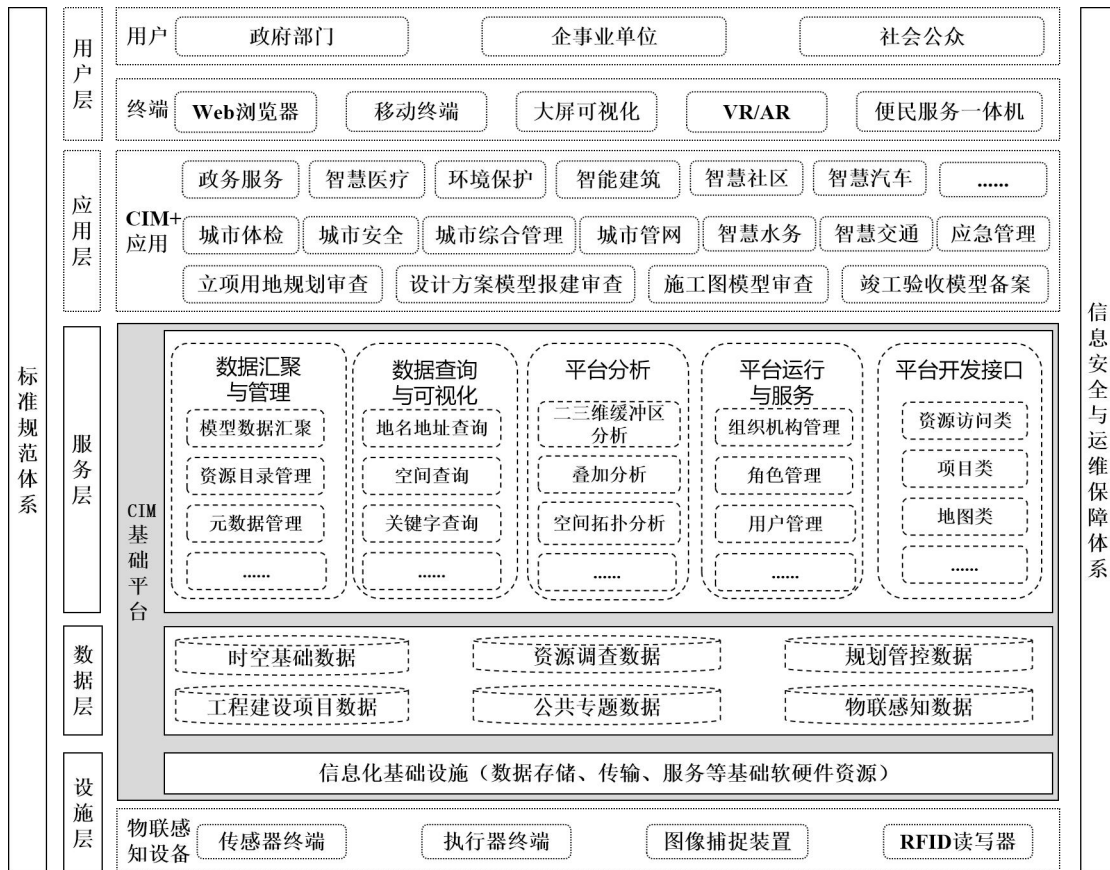 标准规范体系
用户层
用户
政府部门
企事业单位
社会公众
终端
Web浏览器
移动终端
大屏可视化
VR/AR
便民服务一体机
应用层
CIM+
应用
政务服务
智慧医疗
环境保护
智能建筑
智慧社区
智慧汽车
......
城市体检
城市安全
城市综合管理
城市管网
智慧水务
智慧交通
应急管理
立项用地规划审查
设计方案模型报建审查
施工图模型审查
竣工验收模型备案
服务层
CIM基础平台
数据汇聚
与管理
模型数据汇聚
资源目录管理
元数据管理
......
数据查询
与可视化
地名地址查询
空间查询
关键字查询
......
平台分析
二三维缓冲区
分析
叠加分析
空间拓扑分析
......
平台运行
与服务
组织机构管理
角色管理
用户管理
......
平台开发接口
资源访问类
项目类
地图类
......
数据层
时空基础数据
资源调查数据
规划管控数据
工程建设项目数据
公共专题数据
物联感知数据
设施层
信息化基础设施（数据存储、传输、服务等基础软硬件资源）
物联感
知设备
传感器终端
执行器终端
图像捕捉装置
RFID读写器
信息安全与运维保障体系